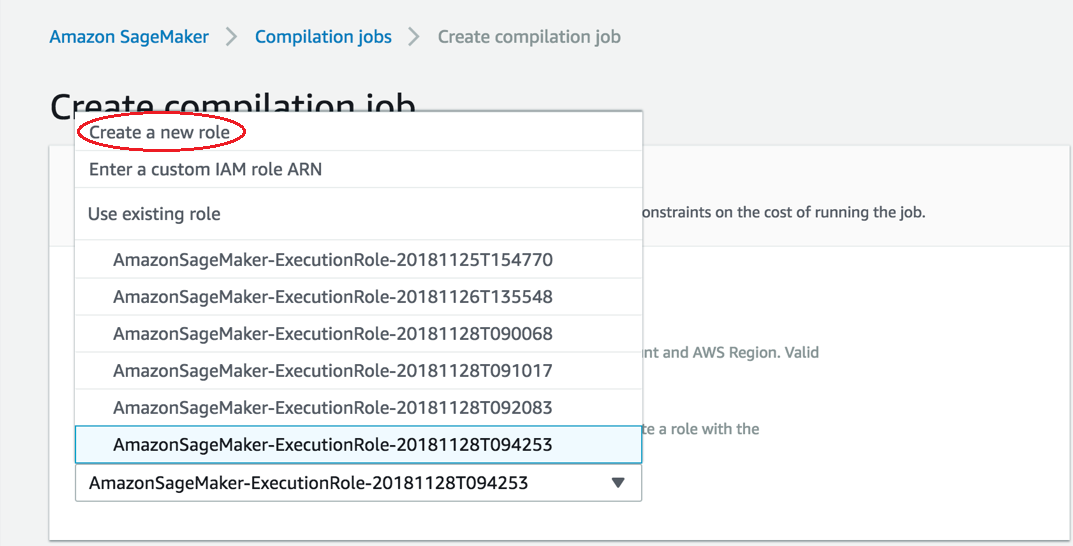 Amazon SageMaker > Compilation jobs > Create compilation job
Create compilation job
Create a new role
Enter a custom IAM role ARN
Use existing role
onstraints on the cost of running the job.
AmazonSageMaker-ExecutionRole-20181125T154770
AmazonSageMaker-ExecutionRole-20181126T135548
AmazonSageMaker-ExecutionRole-20181128T090068
unt and AWS Region. Valid
AmazonSageMaker-ExecutionRole-20181128T091017
AmazonSageMaker-ExecutionRole-20181128T092083
te a role with the
AmazonSageMaker-ExecutionRole-20181128T094253
AmazonSageMaker-ExecutionRole-20181128T094253